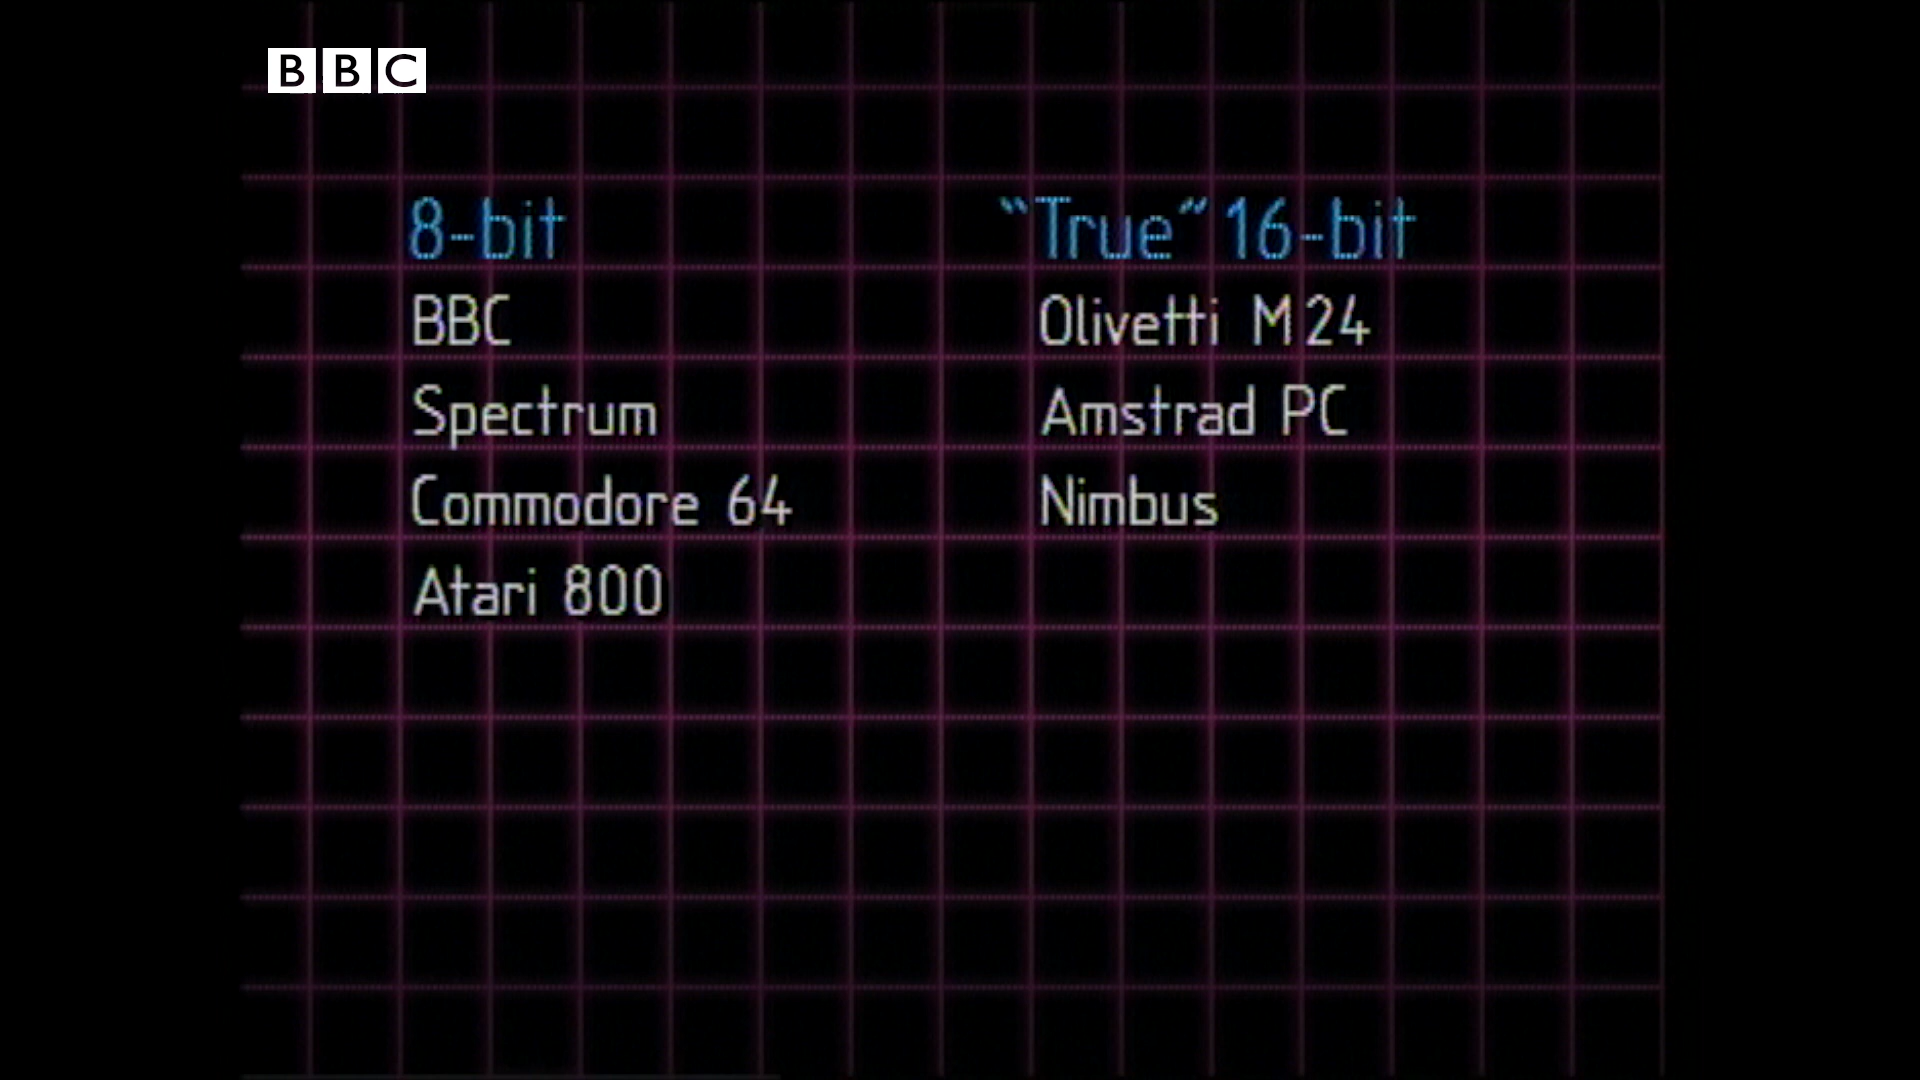 BBC
8-bit
BBC
Spectrum
Commodore 64
Atari 800
“True” 16-bit
Olivetti M24
Amstrad PC
Nimbus